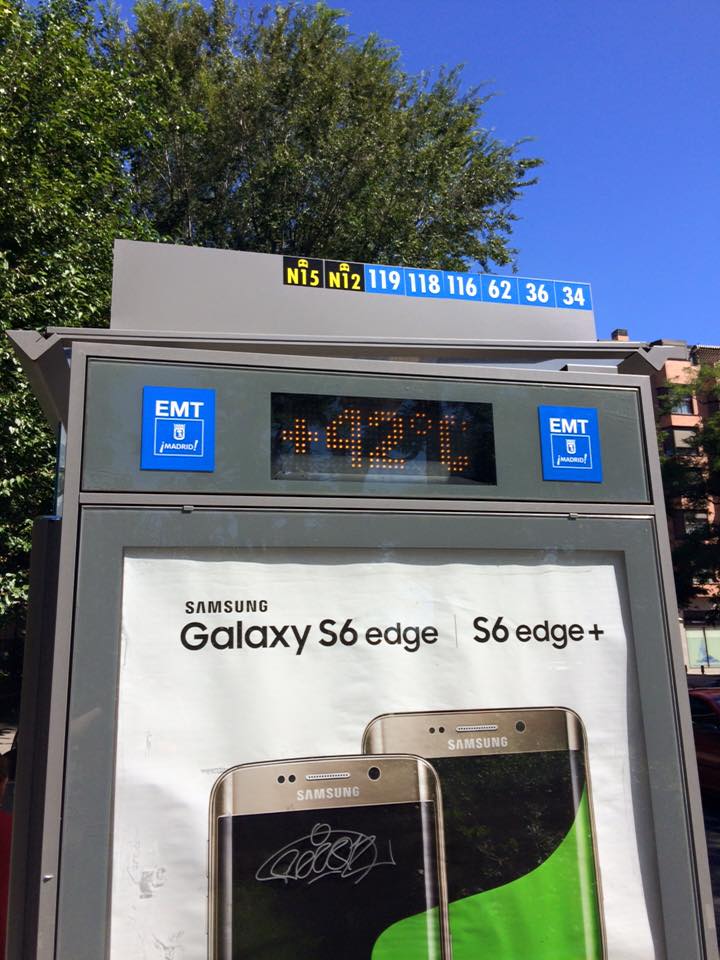 N15 N12 119 118 116 62 36 34
EMT
¡MADRID!
+42°C
EMT
¡MADRID!
SAMSUNG
Galaxy S6 edge | S6 edge+
SAMSUNG
SAMSUNG